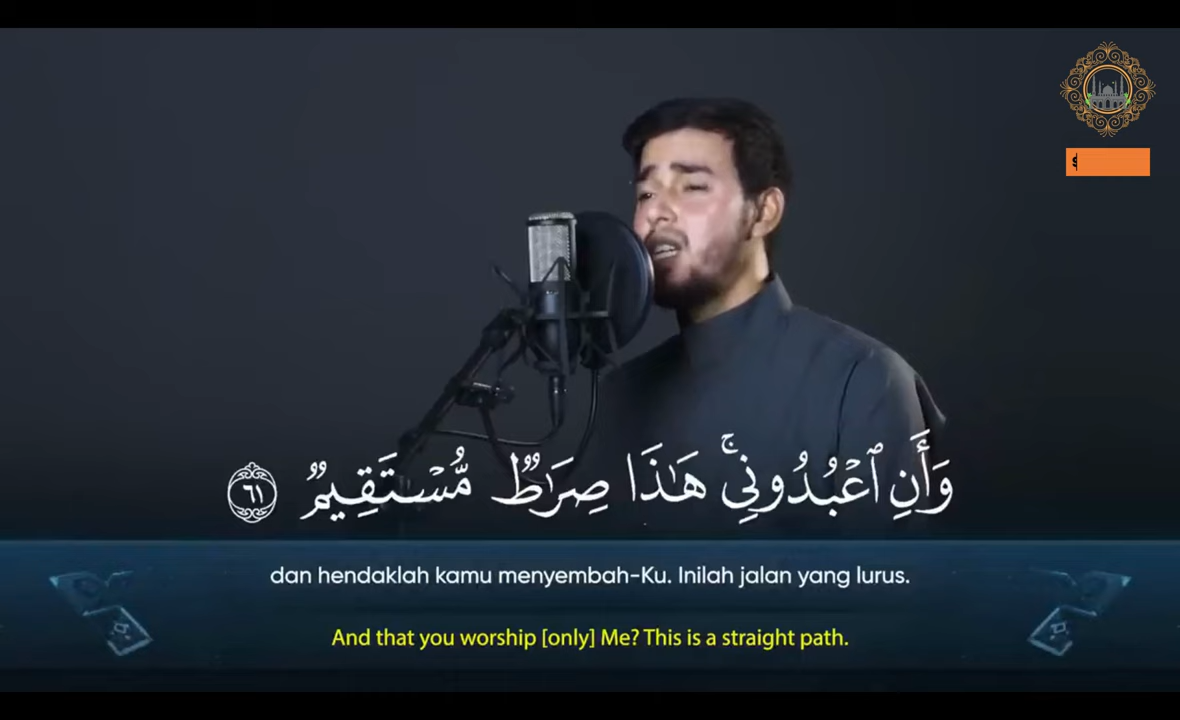 وَأَنِ ٱعْبُدُونِىۚ هَـٰذَا صِرَٰطٌۭ مُّسْتَقِيمٌۭ ٦١
dan hendaklah kamu menyembah-Ku. Inilah jalan yang lurus.
And that you worship [only] Me? This is a straight path.